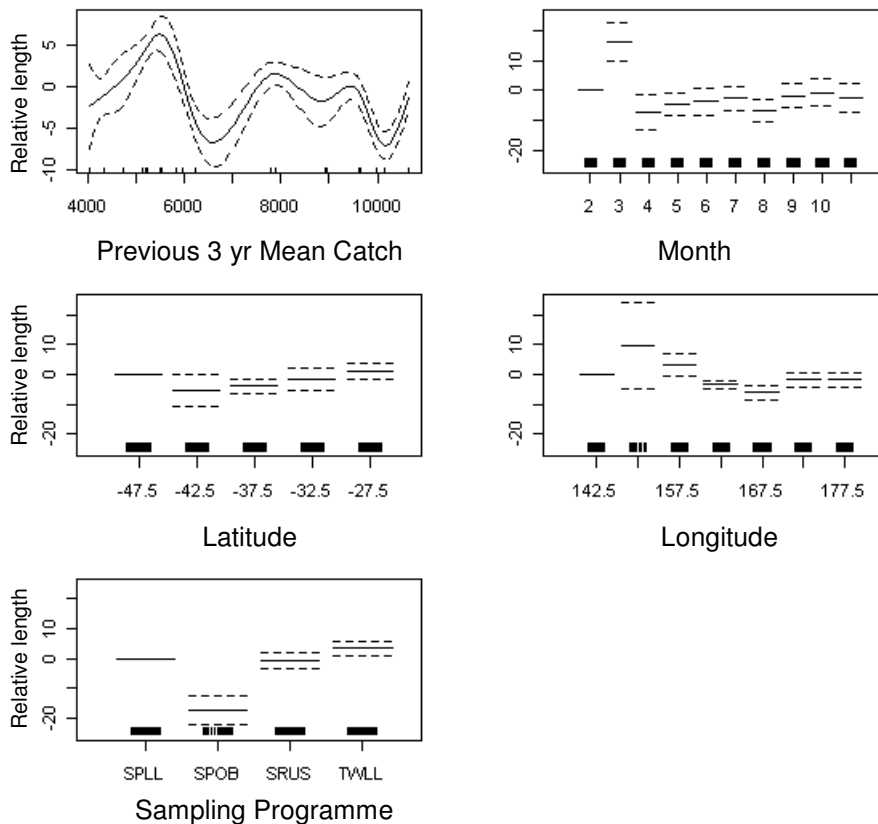 Relative length
5
0
-5
-10
4000 6000 8000 10000
Previous 3 yr Mean Catch
10
0
-20
2 3 4 5 6 7 8 9 10
Month
Relative length
10
0
-20
-47.5 -42.5 -37.5 -32.5 -27.5
Latitude
10
0
-20
142.5 157.5 167.5 177.5
Longitude
Relative length
10
0
-20
SPLL SPOB SRUS TWLL
Sampling Programme